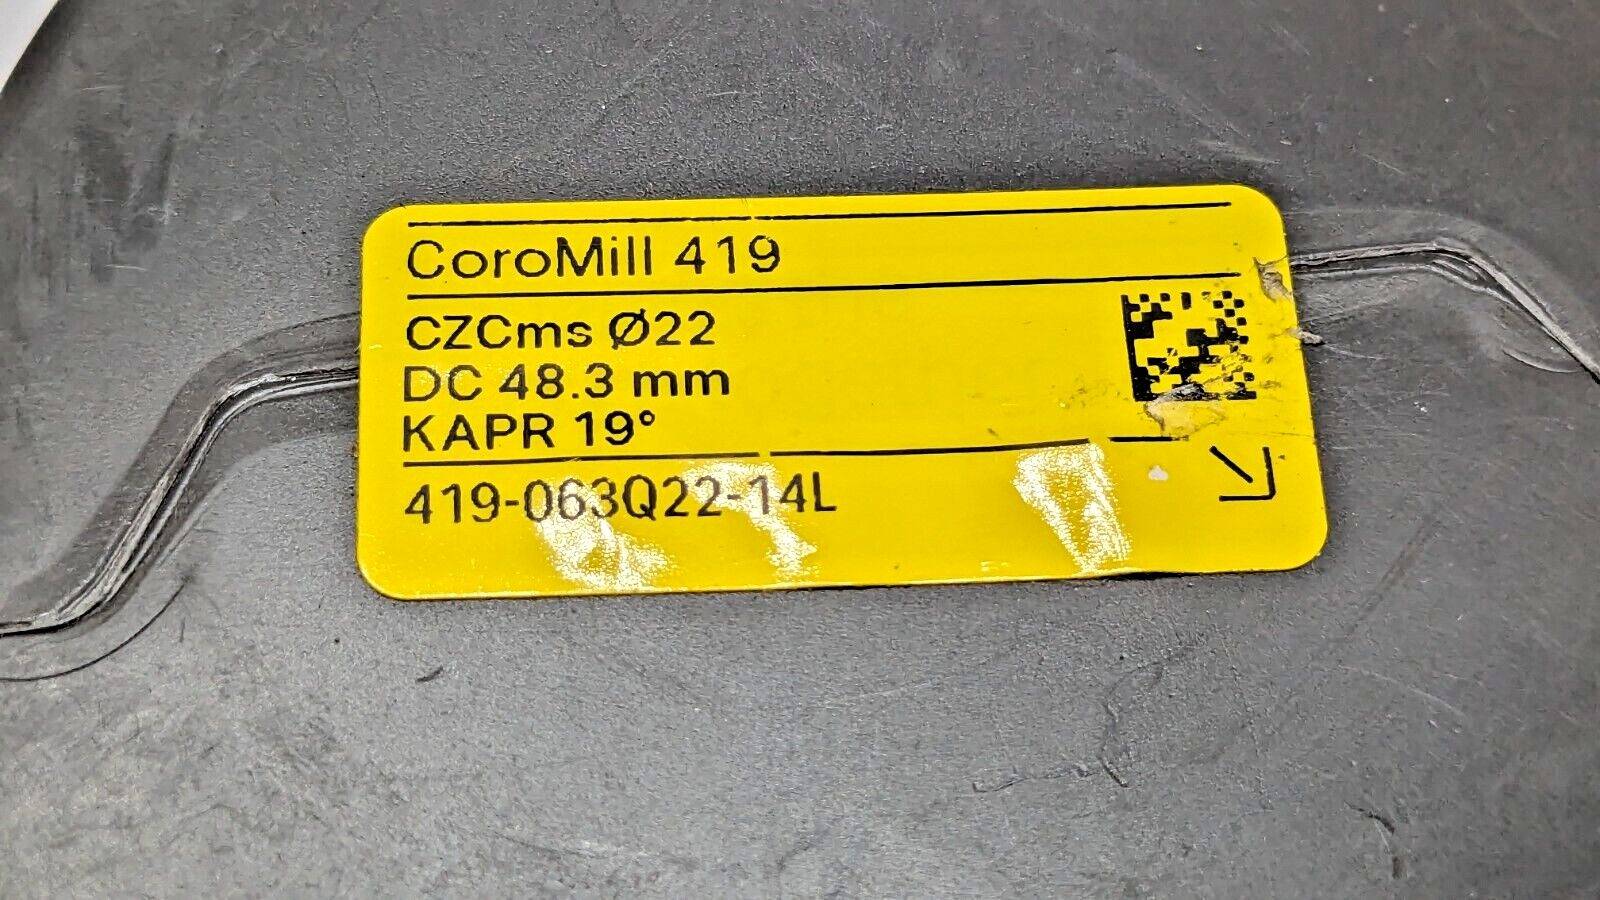 CoroMill 419
CZCms Ø22
DC 48.3 mm
KAPR 19°
419-063Q22-14L